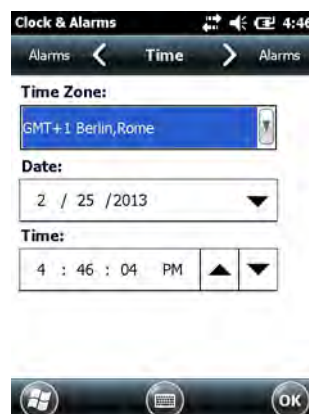 Clock & Alarms 4:46
Alarms Time Alarms
Time Zone:
GMT+1 Berlin,Rome
Date:
2 / 25 /2013
Time:
4 : 46 : 04 PM
OK